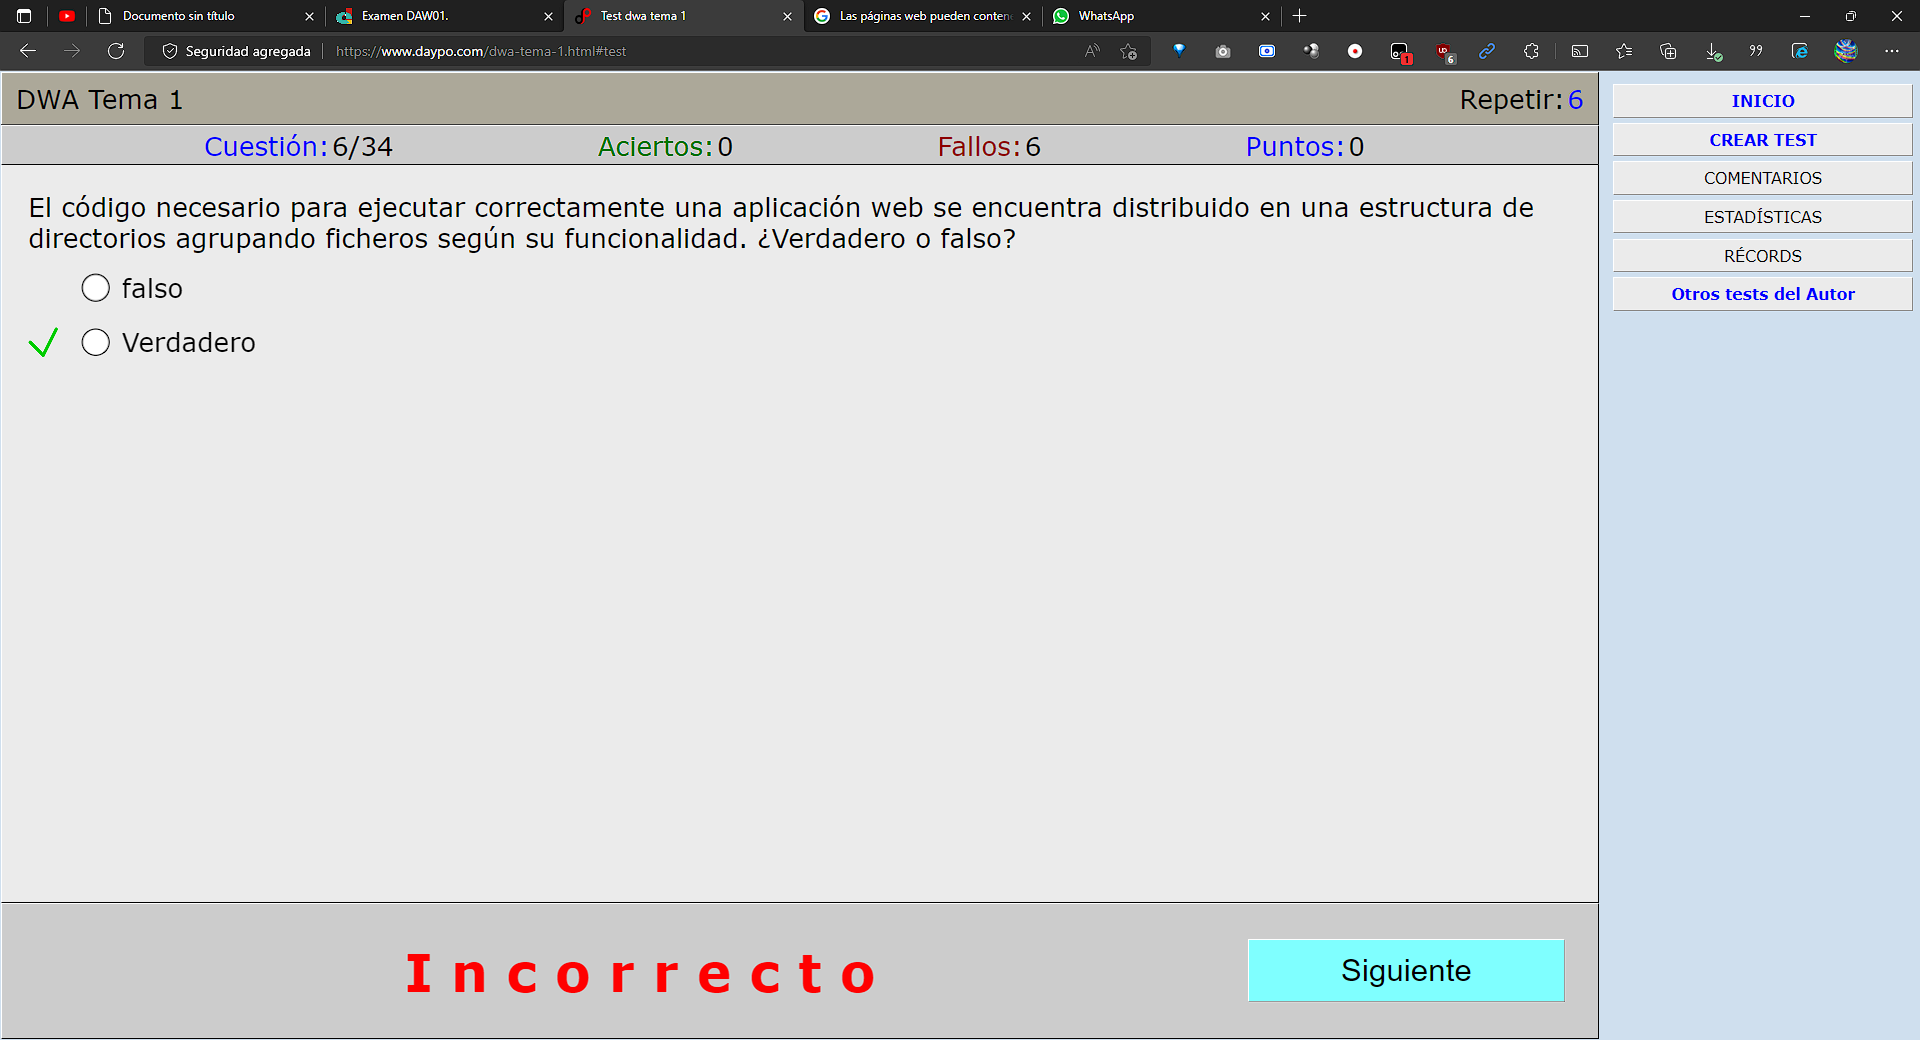 Documento sin título
Examen DAW01.
Test dwa tema 1
Las páginas web pueden conten
WhatsApp
Seguridad agregada
https://www.daypo.com/dwa-tema-1.html#test
1
6
DWA Tema 1
Repetir: 6
Cuestión: 6/34
Aciertos: 0
Fallos: 6
Puntos: 0
El código necesario para ejecutar correctamente una aplicación web se encuentra distribuido en una estructura de
directorios agrupando ficheros según su funcionalidad. ¿Verdadero o falso?
falso
Verdadero
Incorrecto
Siguiente
INICIO
CREAR TEST
COMENTARIOS
ESTADÍSTICAS
RÉCORDS
Otros tests del Autor